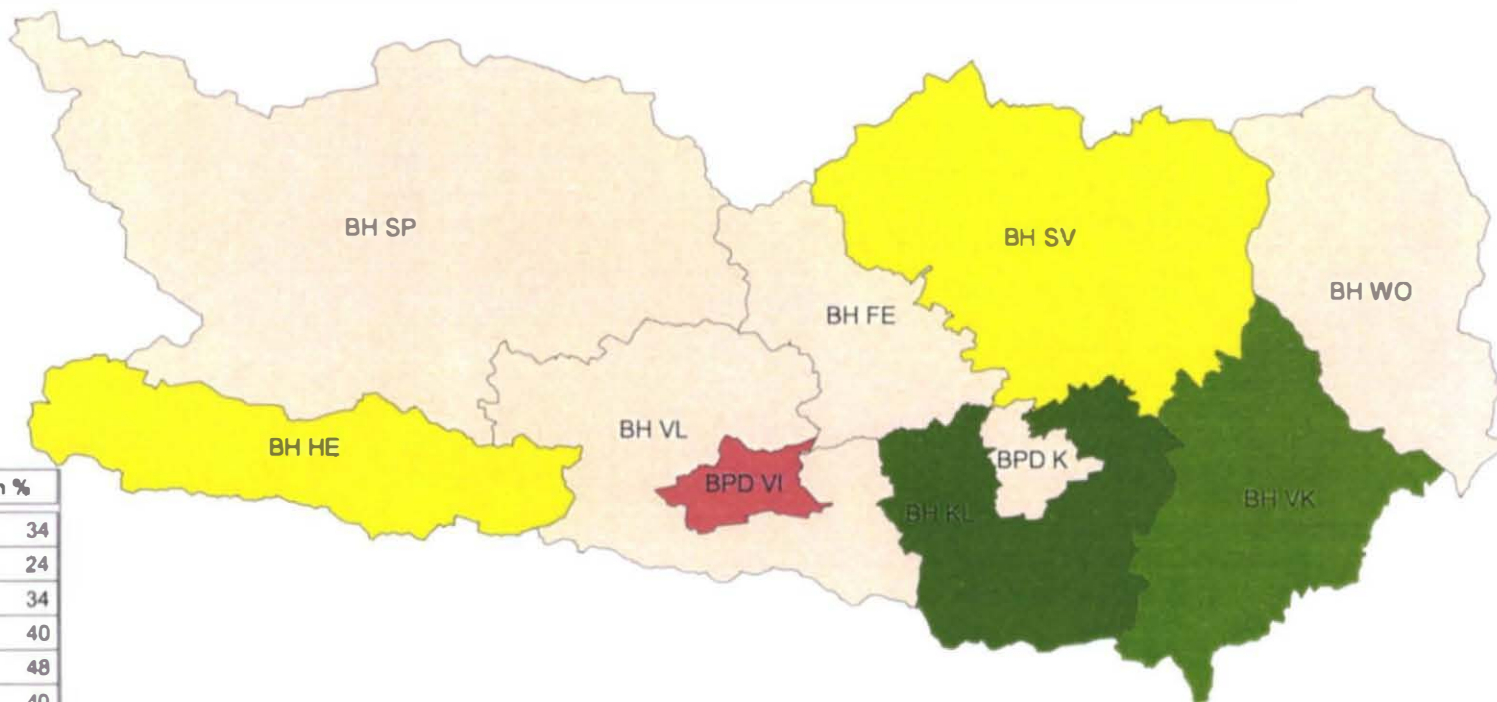 BH SP
BH SV
BH WO
BH FE
BH VL
BH HE
BPD K
BPD VI
BH KL
BH VK
%
34
24
34
40
48